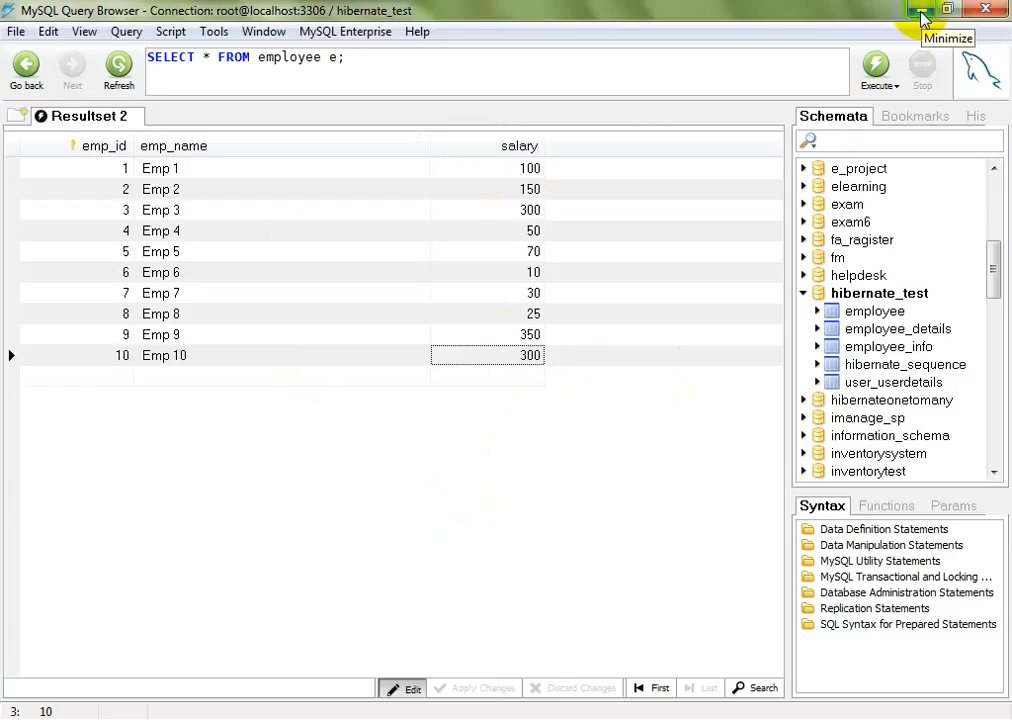 MySQL Query Browser - Connection: root@localhost:3306 / hibernate_test
Minimize
File Edit View Query Script Tools Window MySQL Enterprise Help
SELECT * FROM employee e;
Go back Next Refresh Execute Stop
Resultset 2
Schemata Bookmarks His
emp_id emp_name salary
1 Emp 1 100
2 Emp 2 150
3 Emp 3 300
4 Emp 4 50
5 Emp 5 70
6 Emp 6 10
7 Emp 7 30
8 Emp 8 25
9 Emp 9 350
10 Emp 10 300
e_project
elearning
exam
exam6
fa_ragister
fm
helpdesk
hibernate_test
employee
employee_details
employee_info
hibernate_sequence
user_userdetails
hibernateonetomany
imanage_sp
information_schema
inventorysystem
inventorytest
Syntax Functions Params
Data Definition Statements
Data Manipulation Statements
MySQL Utility Statements
MySQL Transactional and Locking ...
Database Administration Statements
Replication Statements
SQL Syntax for Prepared Statements
Edit Apply Changes Discard Changes First Last Search
3: 10